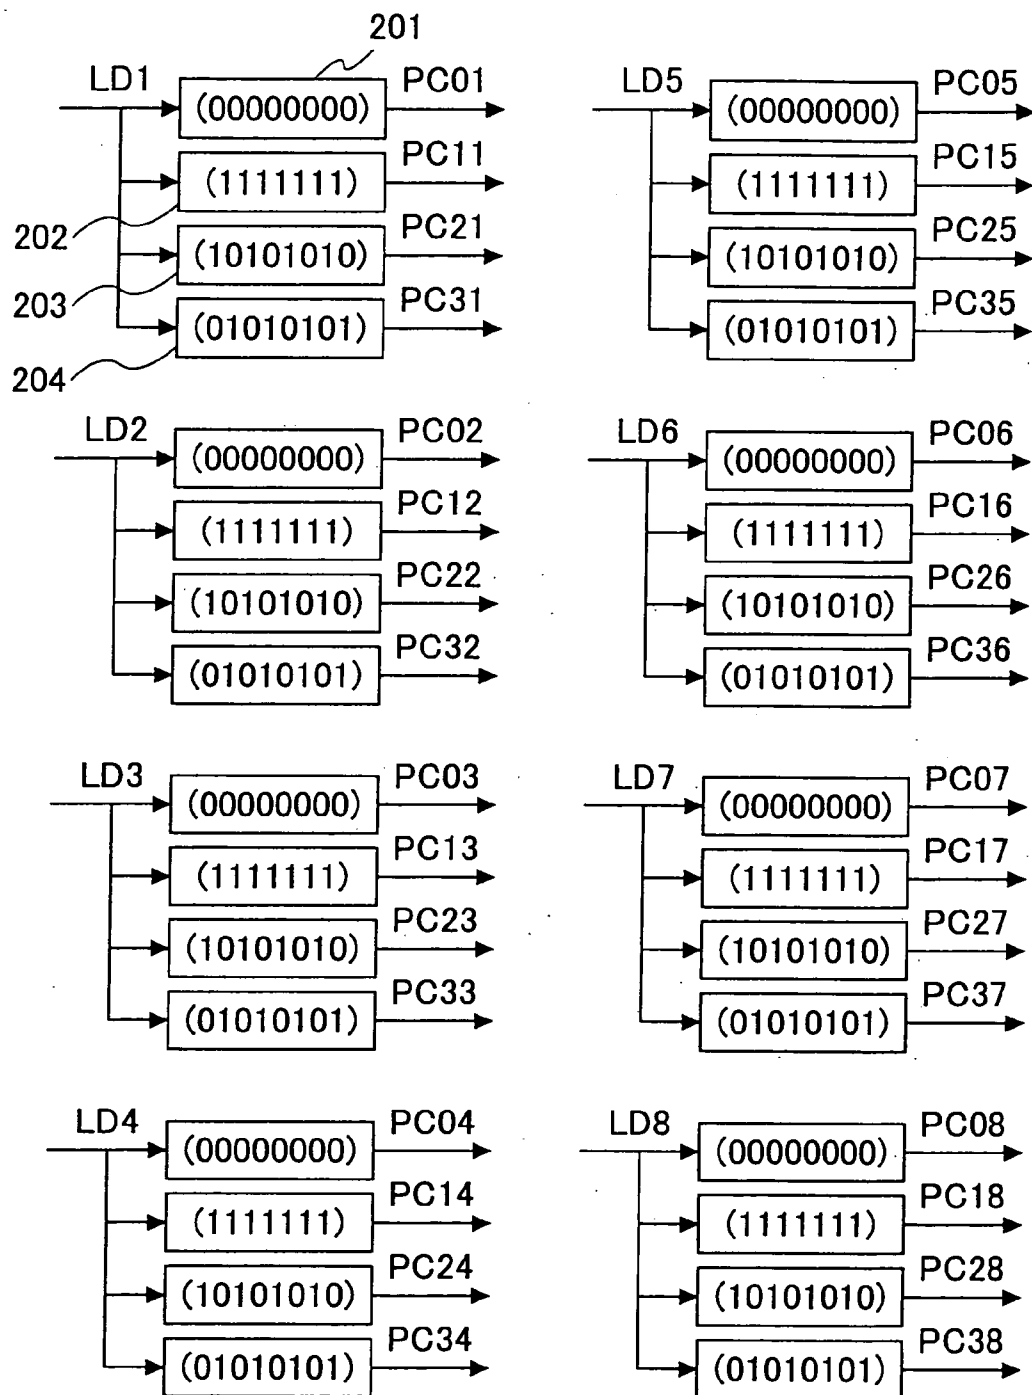 201
LD1
(00000000)
PC01
(1111111)
PC11
202
(10101010)
PC21
203
(01010101)
PC31
204
LD5
(00000000)
PC05
(1111111)
PC15
(10101010)
PC25
(01010101)
PC35
LD2
(00000000)
PC02
(1111111)
PC12
(10101010)
PC22
(01010101)
PC32
LD6
(00000000)
PC06
(1111111)
PC16
(10101010)
PC26
(01010101)
PC36
LD3
(00000000)
PC03
(1111111)
PC13
(10101010)
PC23
(01010101)
PC33
LD7
(00000000)
PC07
(1111111)
PC17
(10101010)
PC27
(01010101)
PC37
LD4
(00000000)
PC04
(1111111)
PC14
(10101010)
PC24
(01010101)
PC34
LD8
(00000000)
PC08
(1111111)
PC18
(10101010)
PC28
(01010101)
PC38